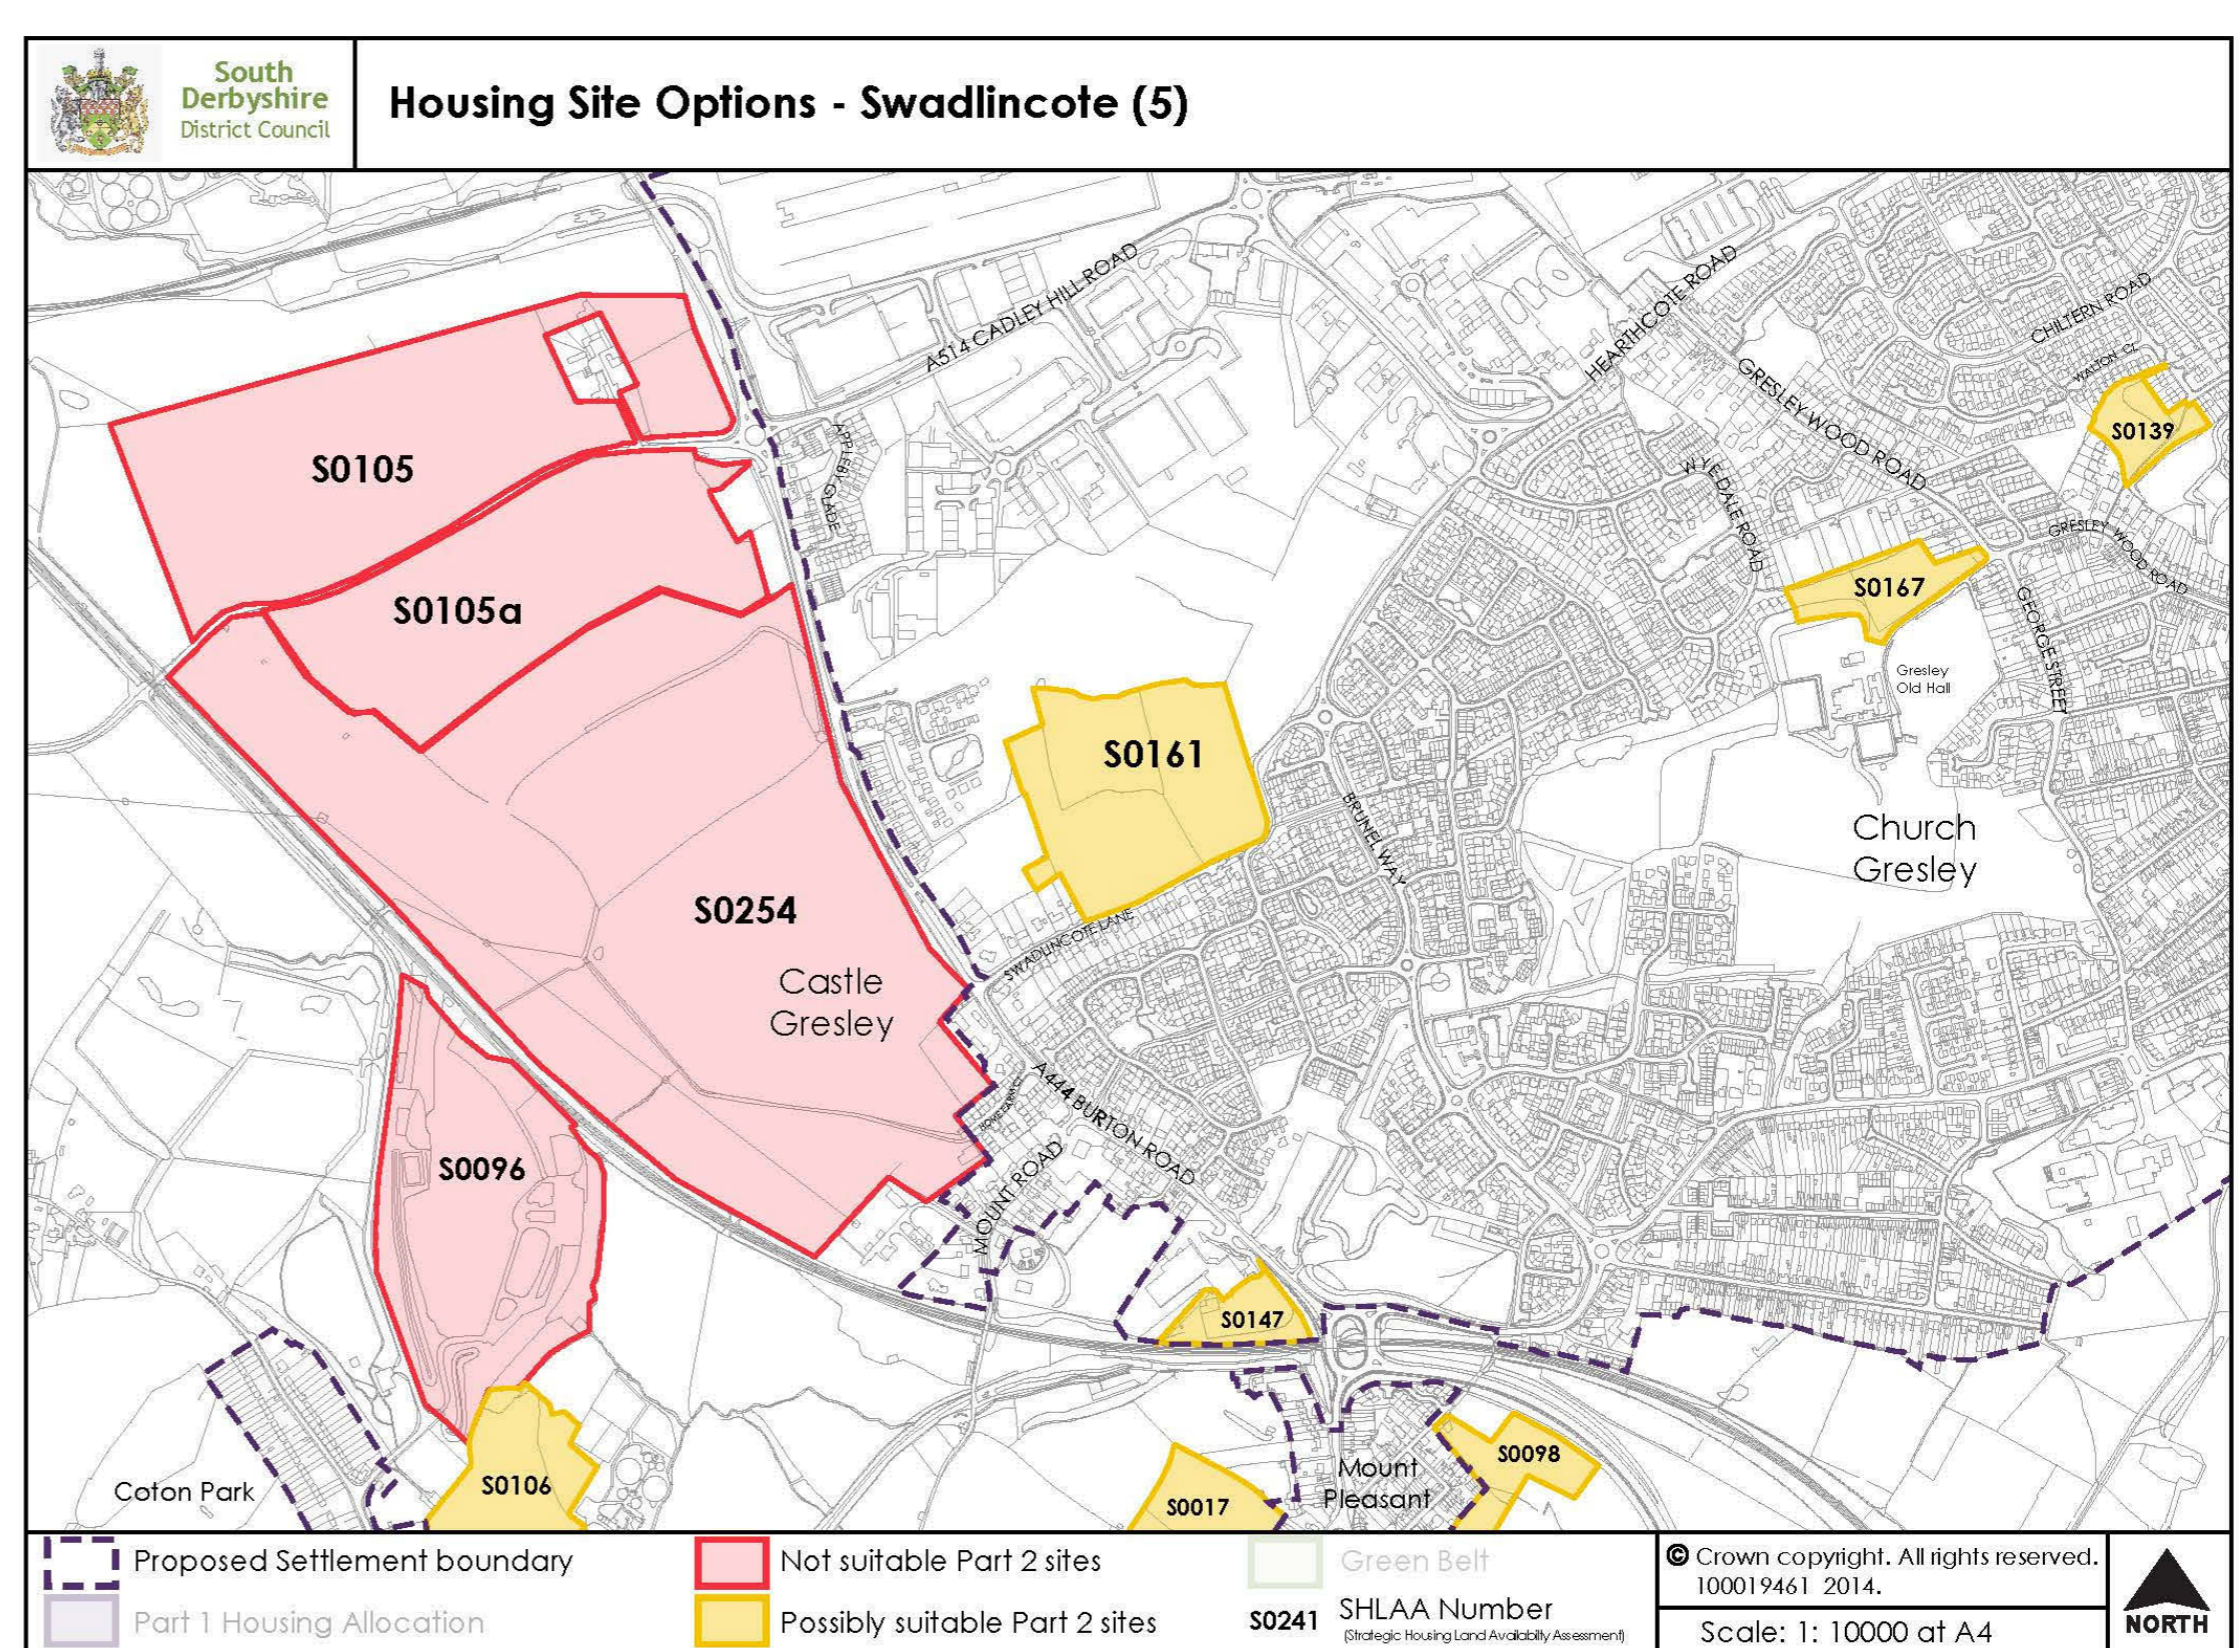 South
Derbyshire
District Council
Housing Site Options - Swadlincote (5)
A514 CADLEY HILL ROAD
HEARTHCOTE ROAD
CHILTERN ROAD
WALTON CL
GRESLEY WOOD ROAD
S0139
APPLEBY GLADE
S0105
WYEDALE ROAD
GRESLEY WOOD ROAD
S0167
S0105a
GEORGE STREET
Gresley
Old Hall
S0161
BRUNEL WAY
Church
Gresley
S0254
SWADLINCOTE LANE
Castle
Gresley
HOME FARM CT
A444 BURTON ROAD
S0096
MOUNT ROAD
S0147
Coton Park
S0106
S0017
Mount
Pleasant
S0098
Proposed Settlement boundary
Part 1 Housing Allocation
Not suitable Part 2 sites
Possibly suitable Part 2 sites
Green Belt
S0241 SHLAA Number
(Strategic Housing Land Availabilty Assessment)
© Crown copyright. All rights reserved.
100019461 2014.
Scale: 1: 10000 at A4
NORTH